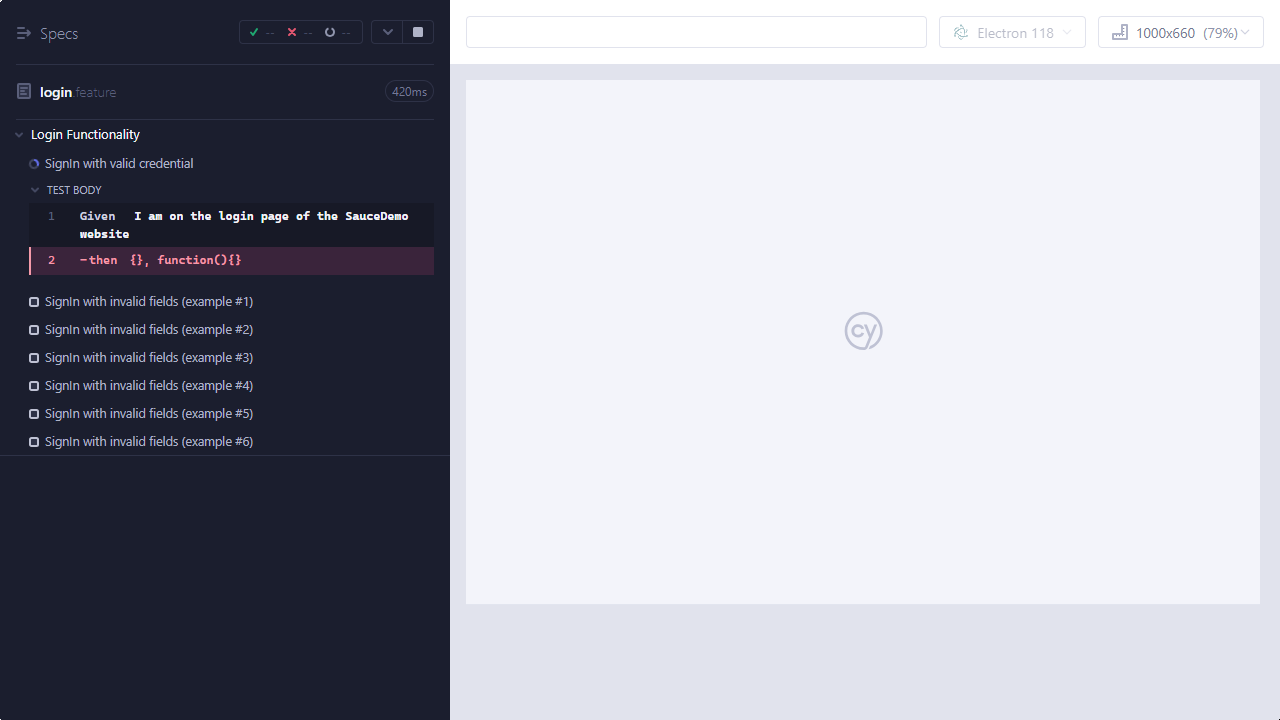 Specs
--
--
--
Electron 118
1000x660 (79%)
login.feature
420ms
Login Functionality
SignIn with valid credential
TEST BODY
1 Given I am on the login page of the SauceDemo
website
2 -then {}, function(){}
SignIn with invalid fields (example #1)
SignIn with invalid fields (example #2)
SignIn with invalid fields (example #3)
SignIn with invalid fields (example #4)
SignIn with invalid fields (example #5)
SignIn with invalid fields (example #6)
cy